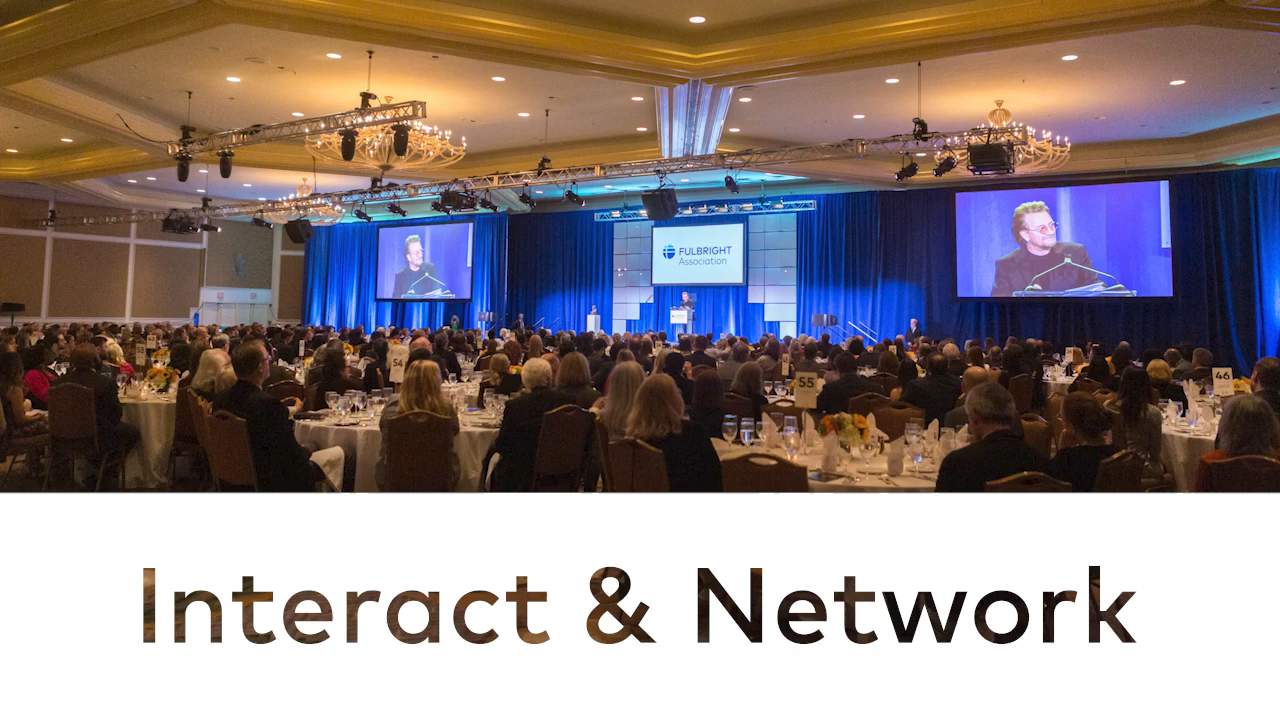 FULBRIGHT
Association
54
55
46
Interact & Network